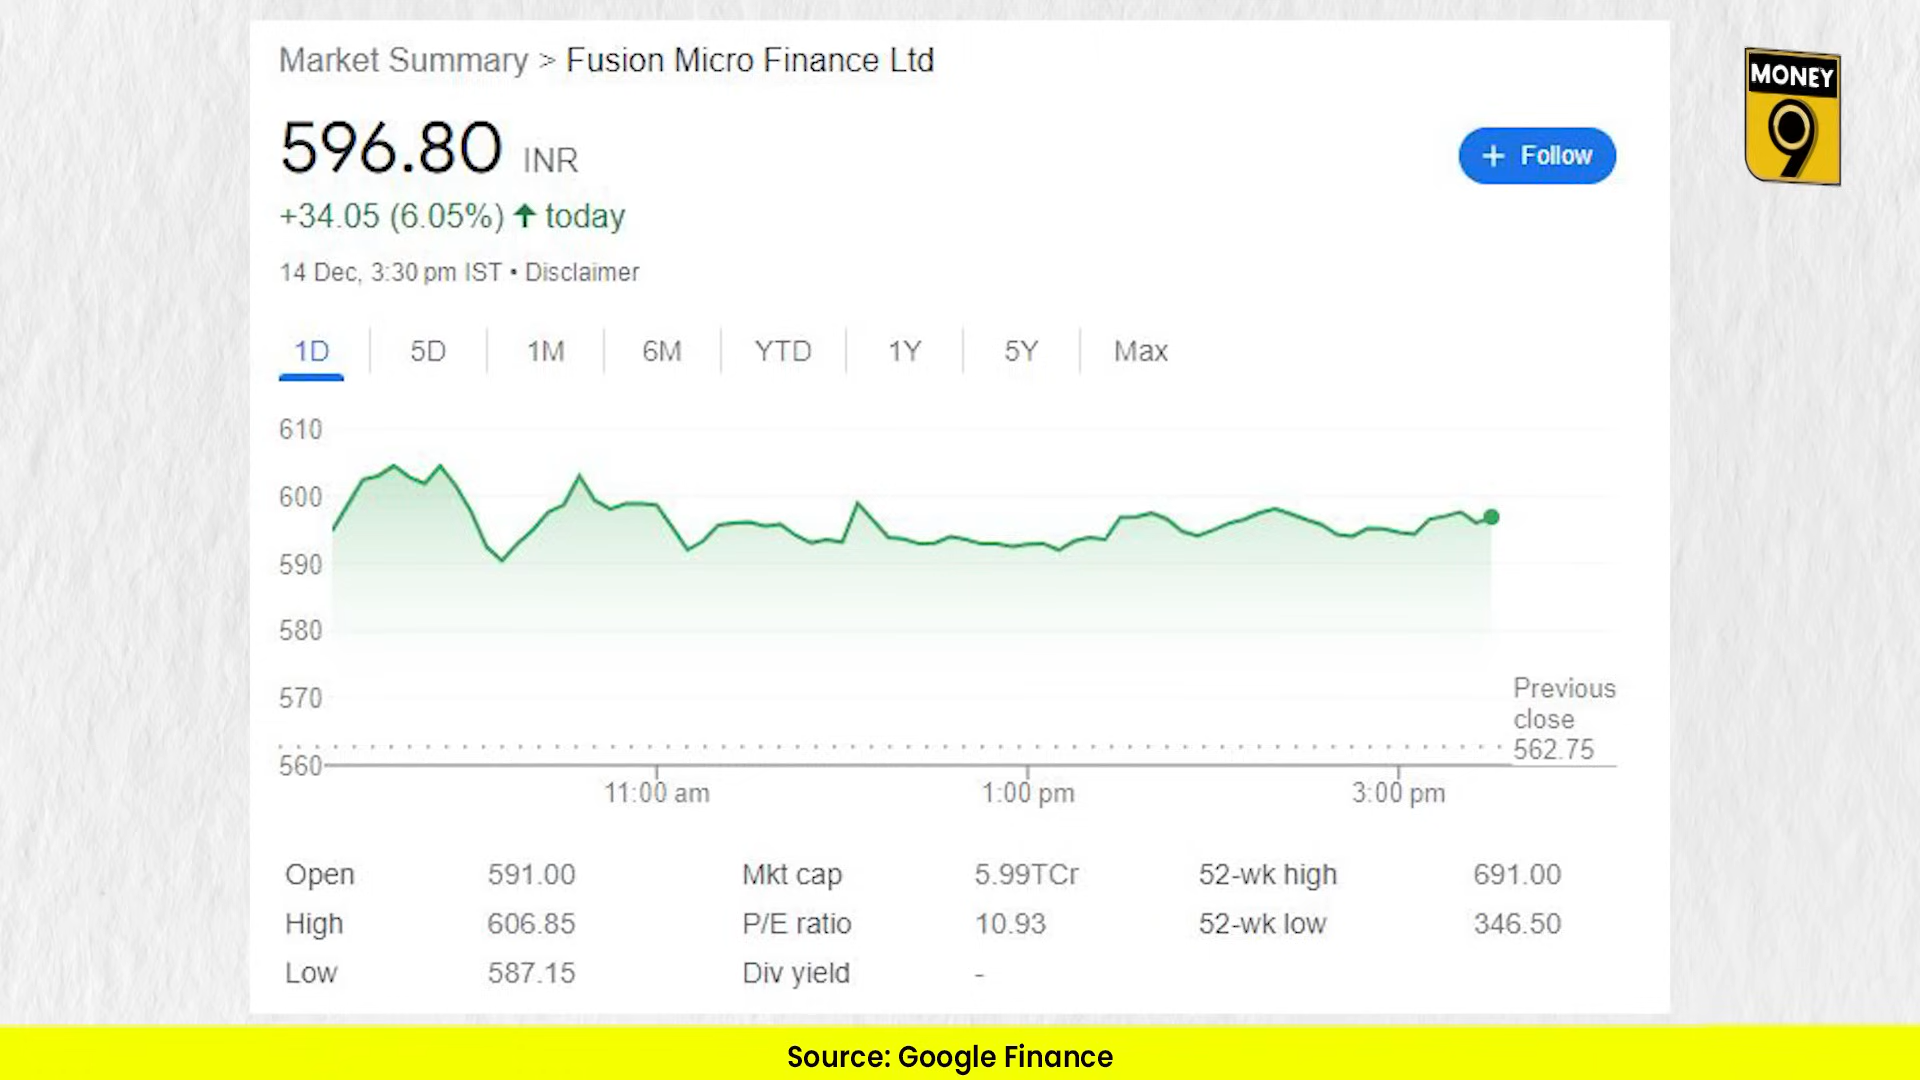 Market Summary > Fusion Micro Finance Ltd
MONEY
9
596.80 INR
+ Follow
+34.05 (6.05%) ↑ today
14 Dec, 3:30 pm IST • Disclaimer
1D 5D 1M 6M YTD 1Y 5Y Max
610
600
590
580
570
560
Previous
close
562.75
11:00 am 1:00 pm 3:00 pm
Open 591.00 Mkt cap 5.99TCr 52-wk high 691.00
High 606.85 P/E ratio 10.93 52-wk low 346.50
Low 587.15 Div yield -
Source: Google Finance